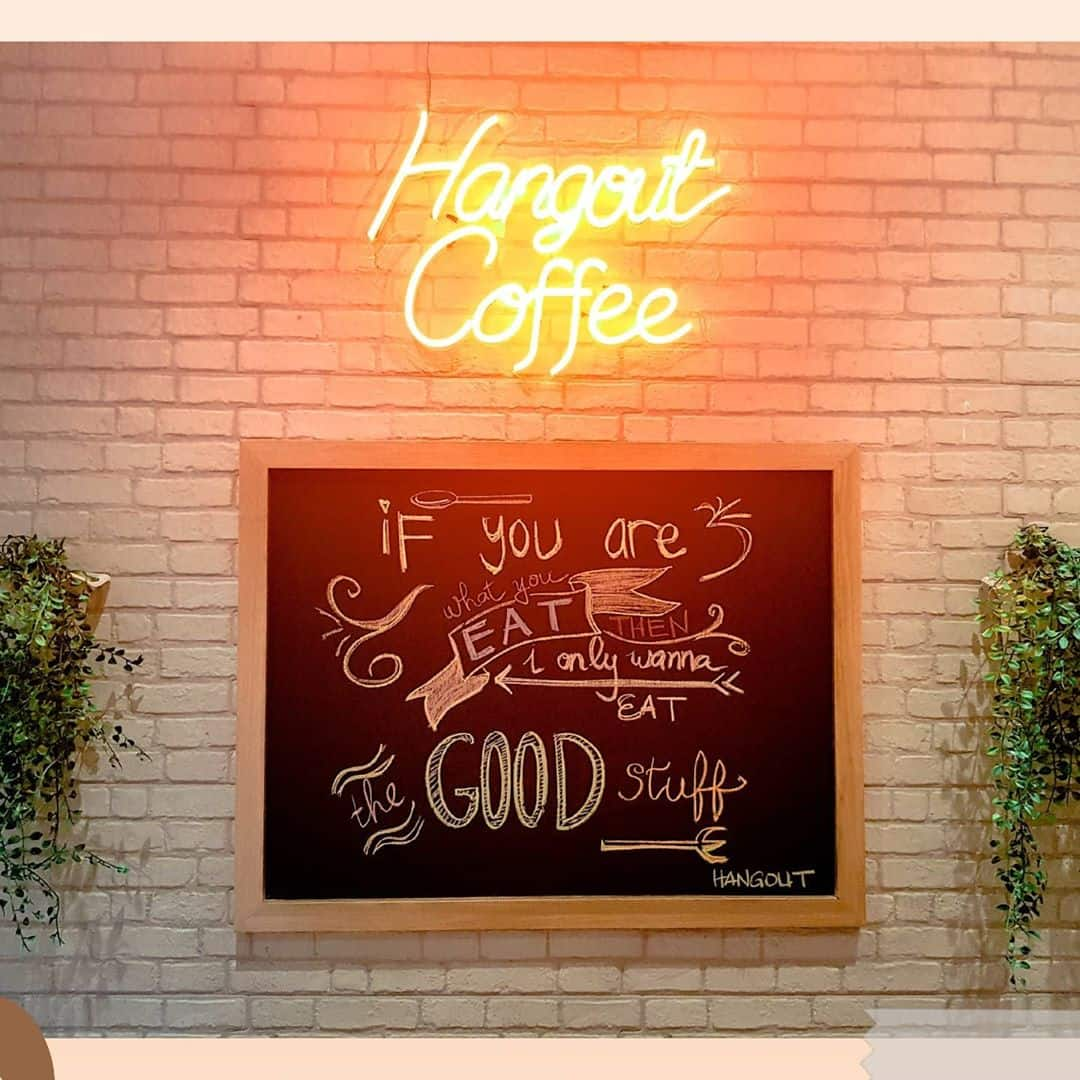 Hangout
Coffee
iF you are
what you
EAT THEN
i only wanna
EAT
the GOOD stuff
HANGOUT